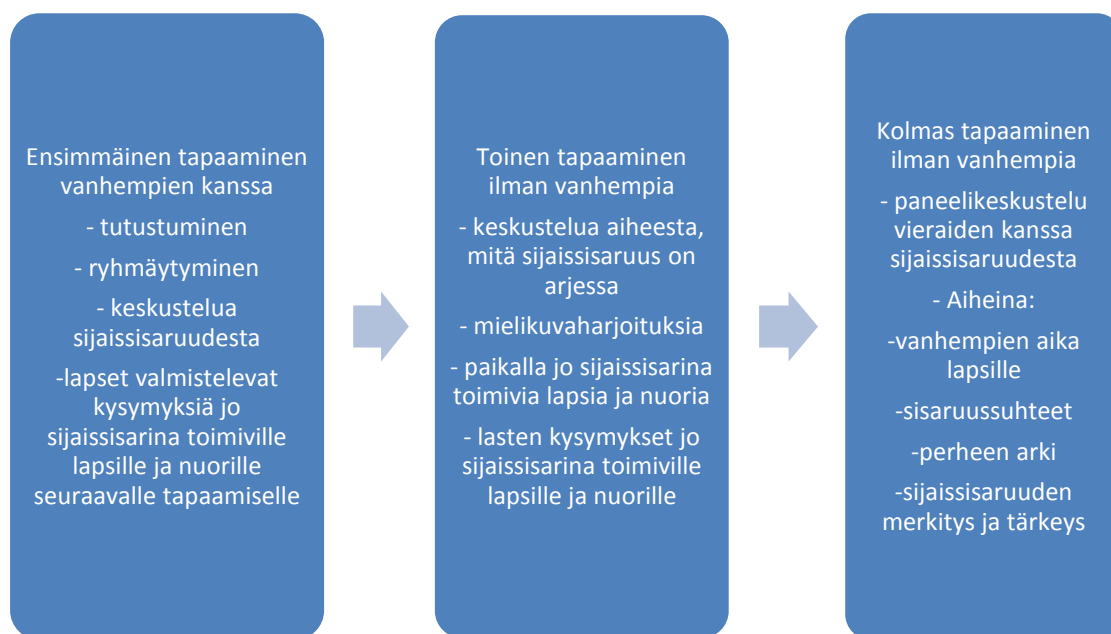 Ensimmäinen tapaaminen
vanhempien kanssa
- tutustuminen
- ryhmäytyminen
- keskustelua
sijaissisaruudesta
-lapset valmistelevat
kysymyksiä jo
sijaissisarina toimiville
lapsille ja nuorille
seuraavalle tapaamiselle
Toinen tapaaminen
ilman vanhempia
- keskustelua aiheesta,
mitä sijaissisaruus on
arjessa
- mielikuvaharjoituksia
- paikalla jo sijaissisarina
toimivia lapsia ja nuoria
- lasten kysymykset jo
sijaissisarina toimiville
lapsille ja nuorille
Kolmas tapaaminen
ilman vanhempia
- paneelikeskustelu
vieraiden kanssa
sijaissisaruudesta
- Aiheina:
-vanhempien aika
lapsille
-sisaruussuhteet
-perheen arki
-sijaissisaruuden
merkitys ja tärkeys